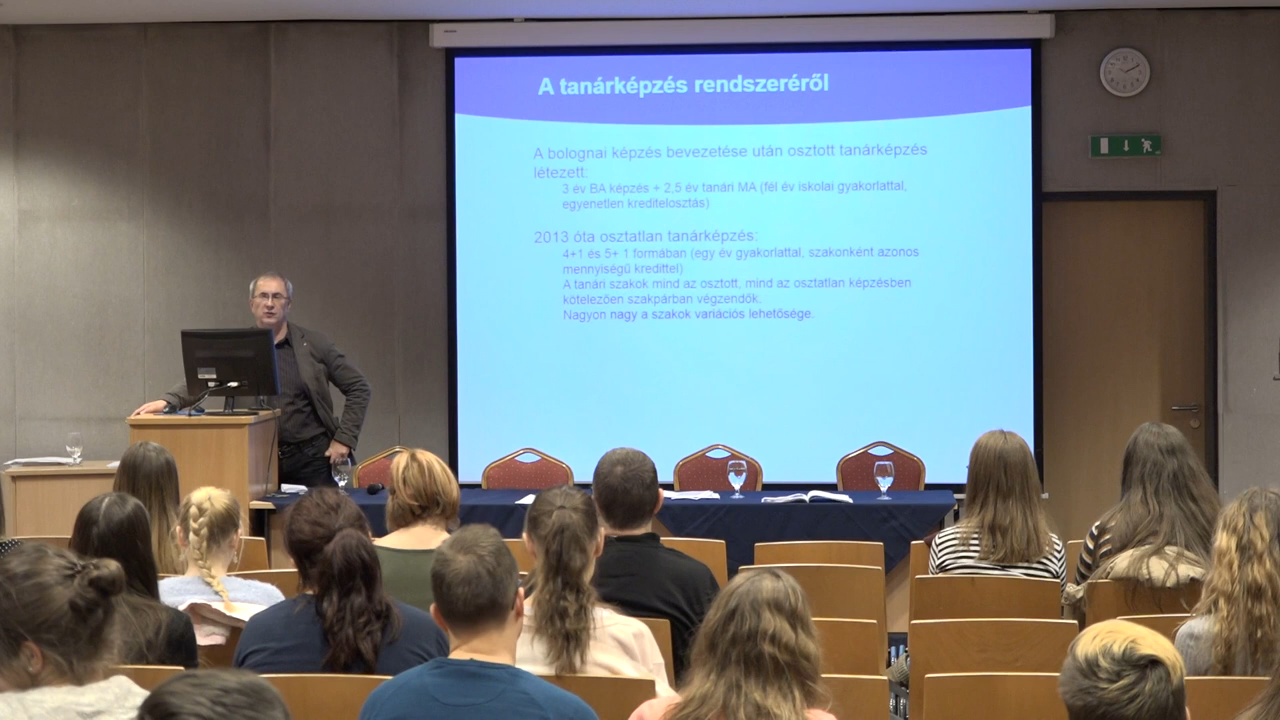 A tanárképzés rendszeréről
A bolognai képzés bevezetése után osztott tanárképzés
létezett:
3 év BA képzés + 2,5 év tanári MA (fél év iskolai gyakorlattal,
egyenetlen kreditelosztás)
2013 óta osztatlan tanárképzés:
4+1 és 5+ 1 formában (egy év gyakorlattal, szakonként azonos
mennyiségű kredittel)
A tanári szakok mind az osztott, mind az osztatlan képzésben
kötelezően szakpárban végzendők.
Nagyon nagy a szakok variációs lehetősége.